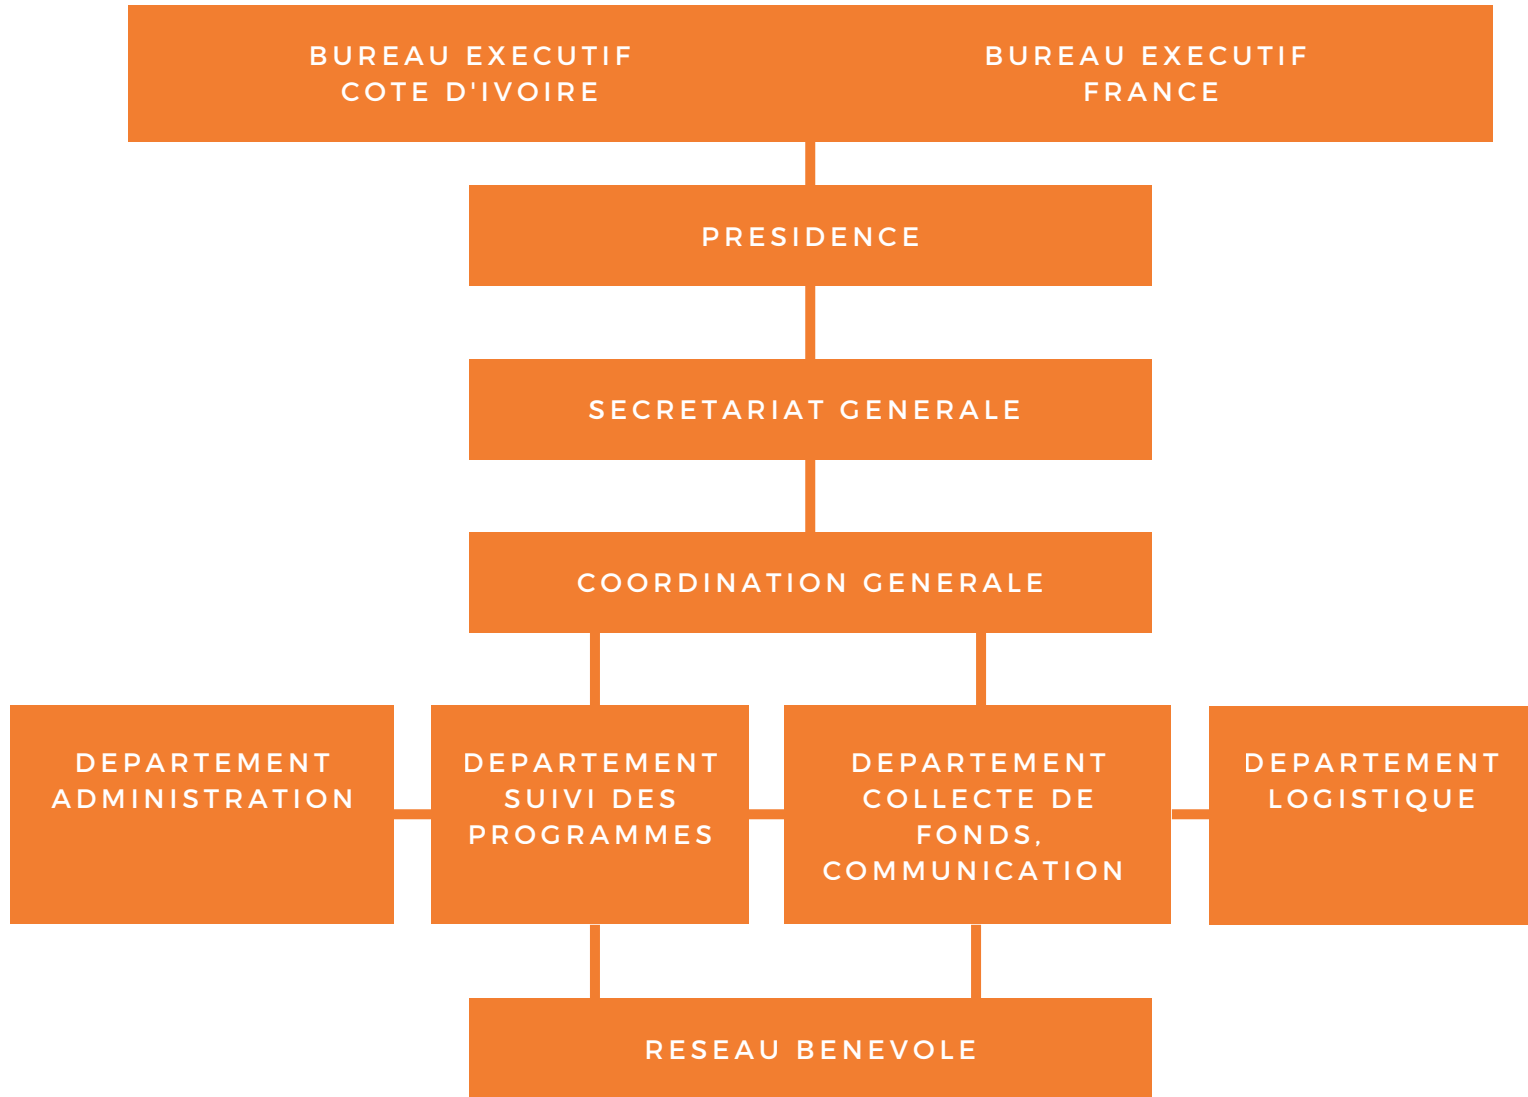 BUREAU EXECUTIF
COTE D'IVOIRE
BUREAU EXECUTIF
FRANCE
PRESIDENCE
SECRETARIAT GENERALE
COORDINATION GENERALE
DEPARTEMENT
ADMINISTRATION
DEPARTEMENT
SUIVI DES
PROGRAMMES
DEPARTEMENT
COLLECTE DE
FONDS,
COMMUNICATION
DEPARTEMENT
LOGISTIQUE
RESEAU BENEVOLE